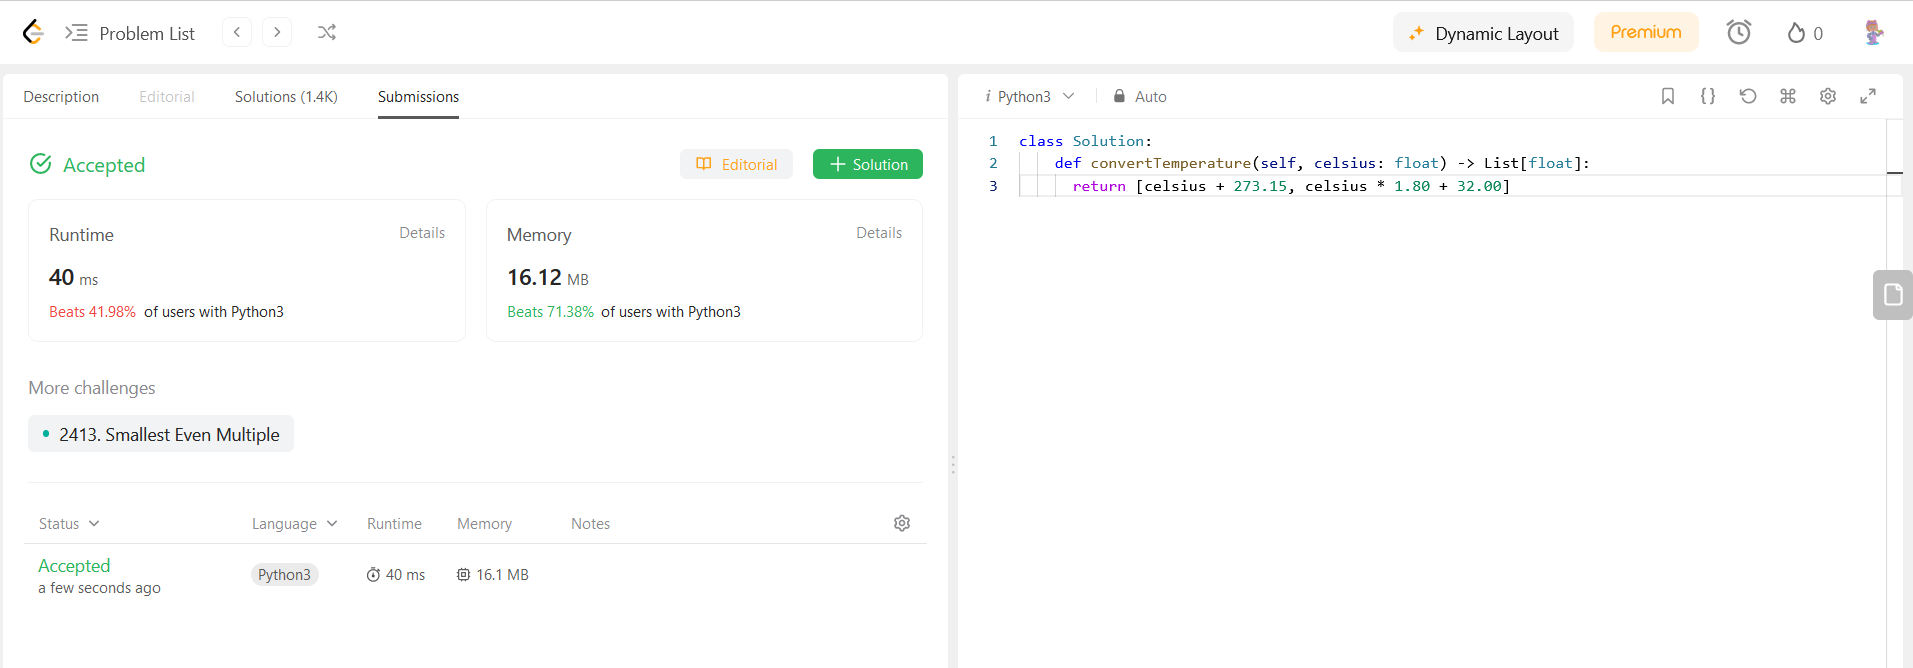 Problem List
Dynamic Layout
Premium
0
Description Editorial Solutions (1.4K) Submissions
Accepted
Editorial
Solution
Runtime Details
40 ms
Beats 41.98% of users with Python3
Memory Details
16.12 MB
Beats 71.38% of users with Python3
More challenges
2413. Smallest Even Multiple
Status Language Runtime Memory Notes
Accepted
a few seconds ago
Python3 40 ms 16.1 MB
i Python3 Auto
{}
1 class Solution:
2 def convertTemperature(self, celsius: float) -> List[float]:
3 return [celsius + 273.15, celsius * 1.80 + 32.00]